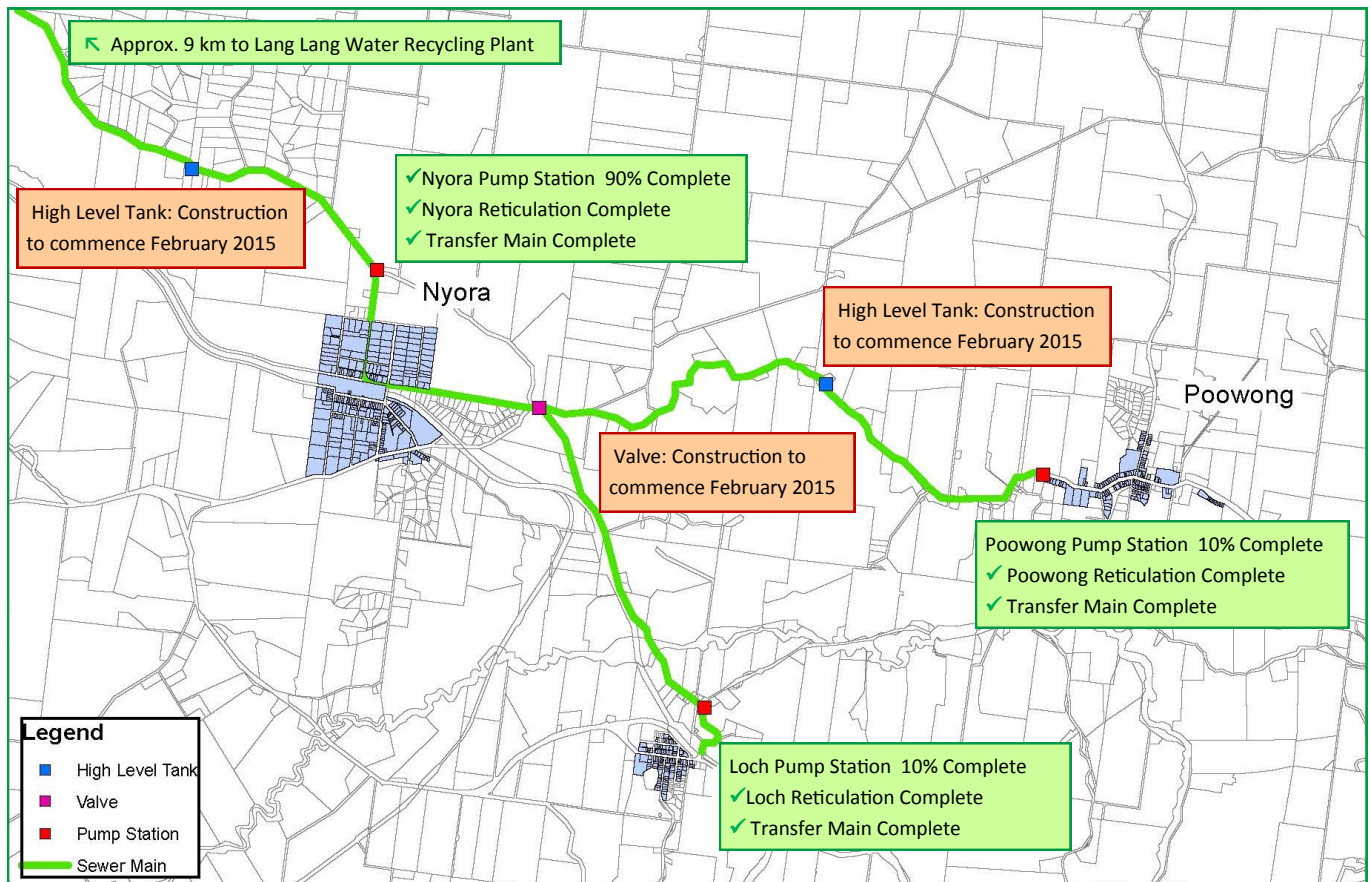 ↖ Approx. 9 km to Lang Lang Water Recycling Plant
✓Nyora Pump Station 90% Complete
✓Nyora Reticulation Complete
✓ Transfer Main Complete
High Level Tank: Construction
to commence February 2015
Nyora
High Level Tank: Construction
to commence February 2015
Poowong
Valve: Construction to
commence February 2015
Poowong Pump Station 10% Complete
✓ Poowong Reticulation Complete
✓ Transfer Main Complete
Loch Pump Station 10% Complete
✓Loch Reticulation Complete
✓ Transfer Main Complete
Legend
High Level Tank
Valve
Pump Station
Sewer Main